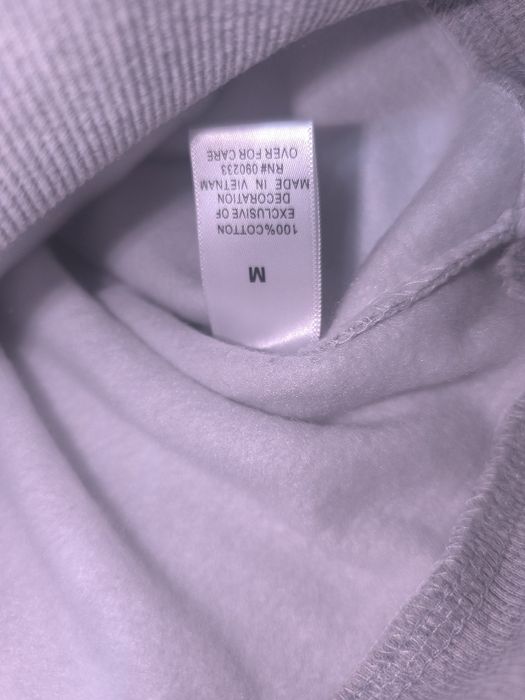 M
100%COTTON
EXCLUSIVE OF
DECORATION
MADE IN VIETNAM
RN# 090233
OVER FOR CARE